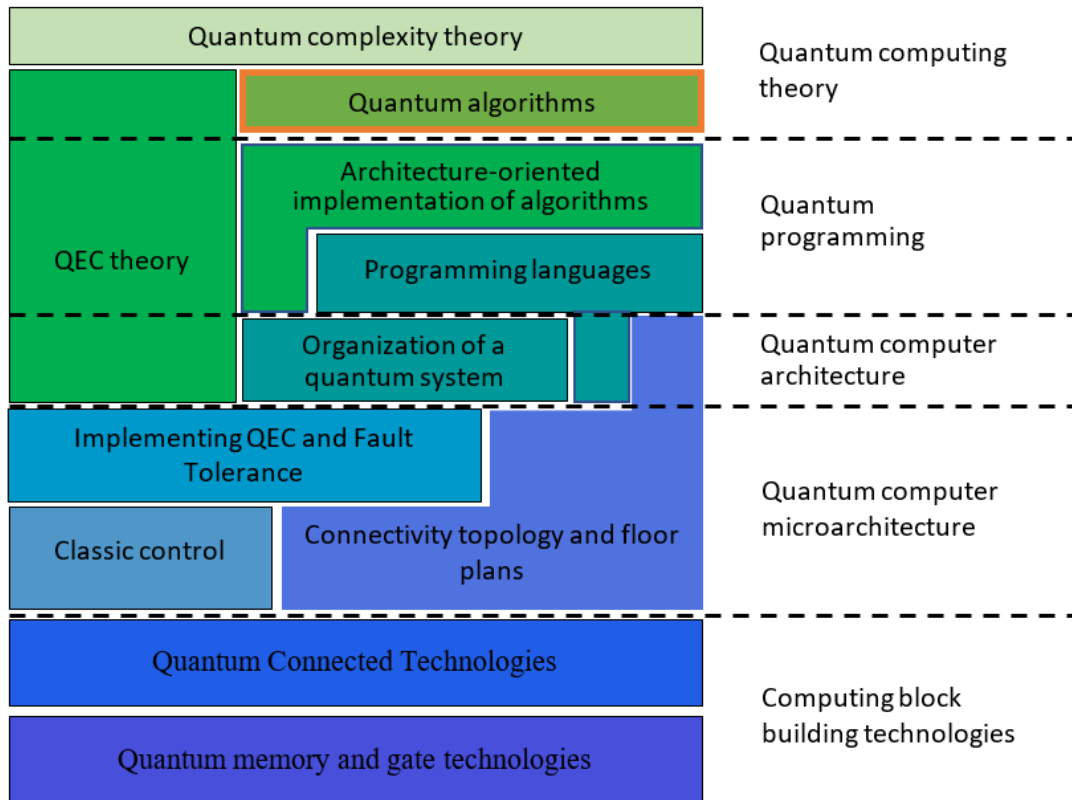 Quantum complexity theory
Quantum computing
theory
Quantum algorithms
Architecture-oriented
implementation of algorithms
Quantum
programming
QEC theory
Programming languages
Organization of a
quantum system
Quantum computer
architecture
Implementing QEC and Fault
Tolerance
Quantum computer
microarchitecture
Classic control
Connectivity topology and floor
plans
Quantum Connected Technologies
Computing block
building technologies
Quantum memory and gate technologies